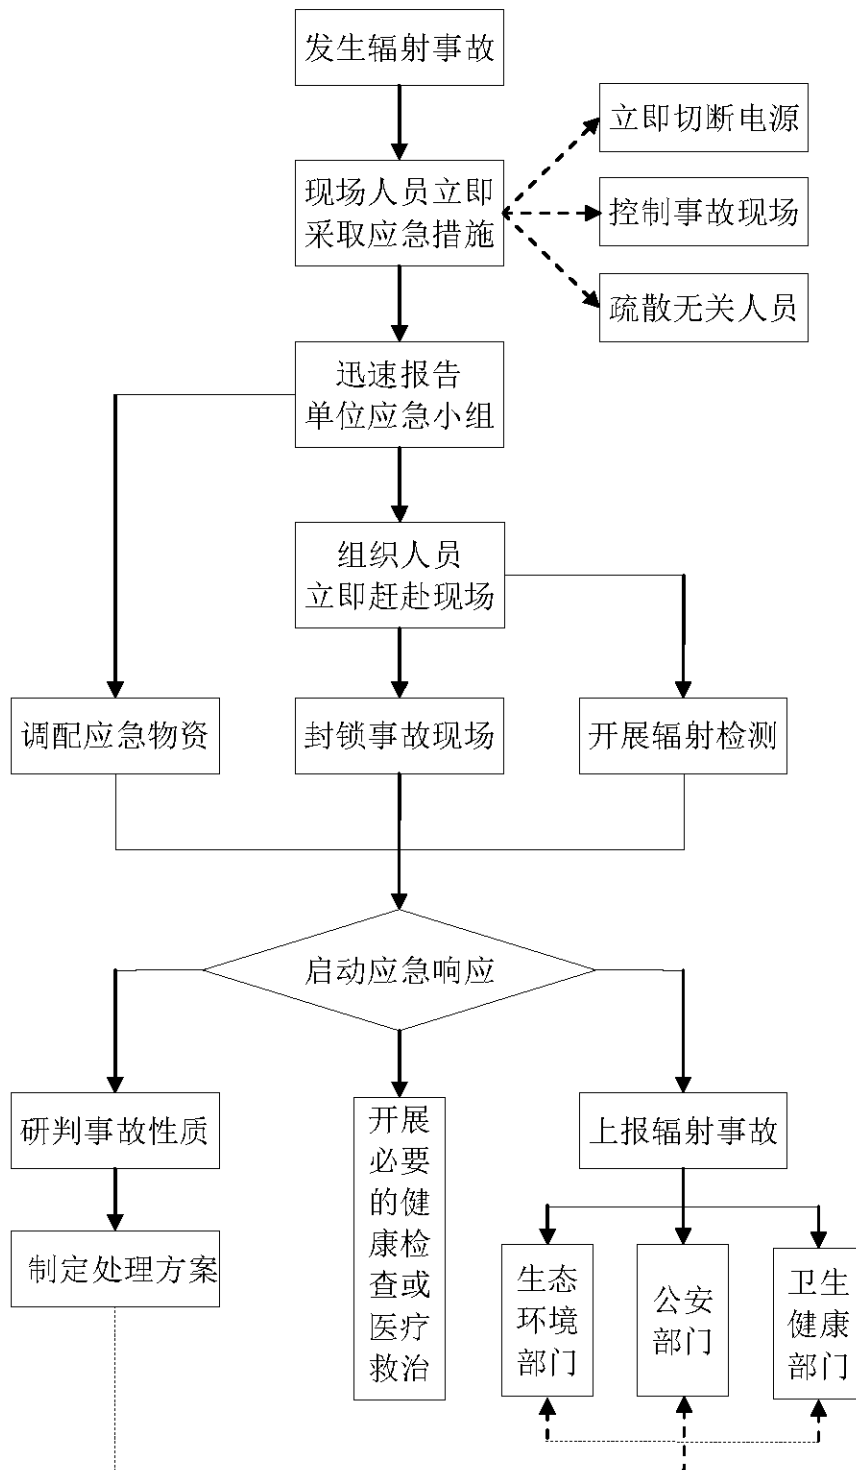 发生辐射事故
立即切断电源
现场人员立即
采取应急措施
控制事故现场
疏散无关人员
迅速报告
单位应急小组
组织人员
立即赶赴现场
调配应急物资
封锁事故现场
开展辐射检测
启动应急响应
研判事故性质
开展
必要
的健
康检
查或
医疗
救治
上报辐射事故
制定处理方案
生态
环境
部门
公安
部门
卫生
健康
部门